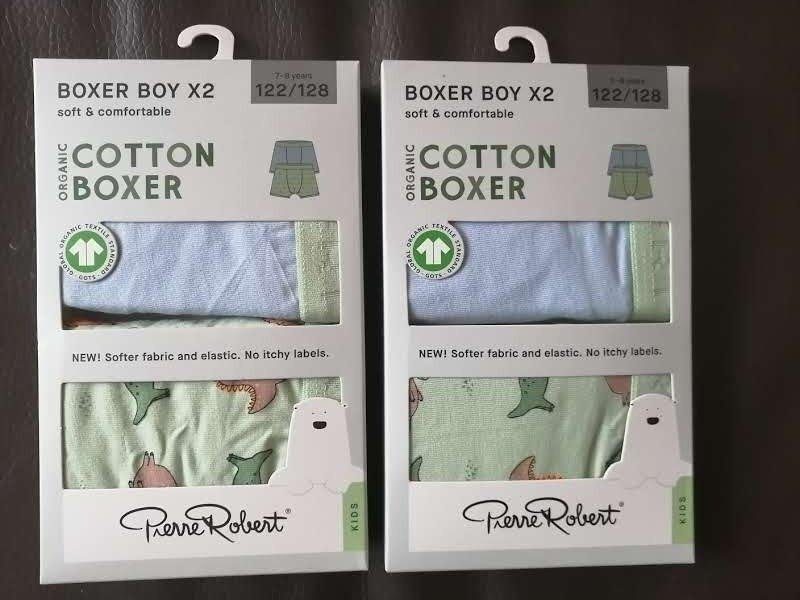 BOXER BOY X2
soft & comfortable
7-8 years
122/128
ORGANIC
COTTON
BOXER
GLOBAL ORGANIC TEXTILE STANDARD · GOTS ·
NEW! Softer fabric and elastic. No itchy labels.
Pierre Robert®
KIDS
BOXER BOY X2
soft & comfortable
7-8 years
122/128
ORGANIC
COTTON
BOXER
GLOBAL ORGANIC TEXTILE STANDARD · GOTS ·
NEW! Softer fabric and elastic. No itchy labels.
Pierre Robert®
KIDS